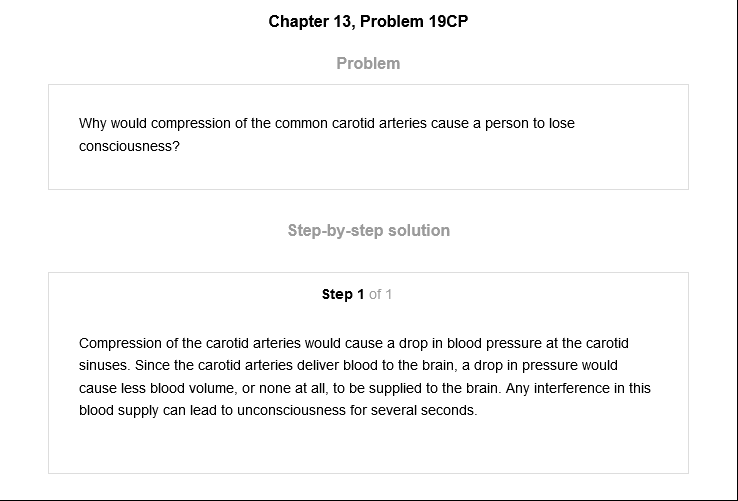 Chapter 13, Problem 19CP
Problem
Why would compression of the common carotid arteries cause a person to lose
consciousness?
Step-by-step solution
Step 1 of 1
Compression of the carotid arteries would cause a drop in blood pressure at the carotid
sinuses. Since the carotid arteries deliver blood to the brain, a drop in pressure would
cause less blood volume, or none at all, to be supplied to the brain. Any interference in this
blood supply can lead to unconsciousness for several seconds.